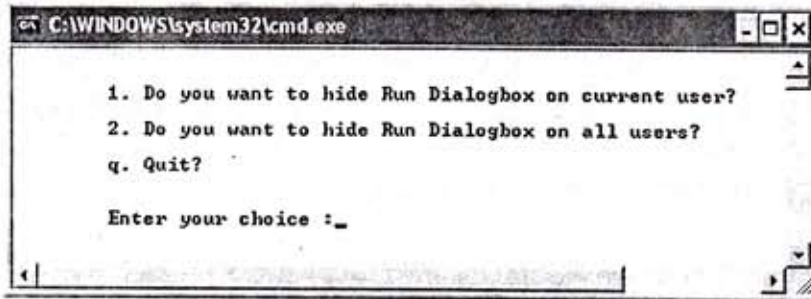 C:\WINDOWS\system32\cmd.exe
1. Do you want to hide Run Dialogbox on current user?
2. Do you want to hide Run Dialogbox on all users?
q. Quit?
Enter your choice :_